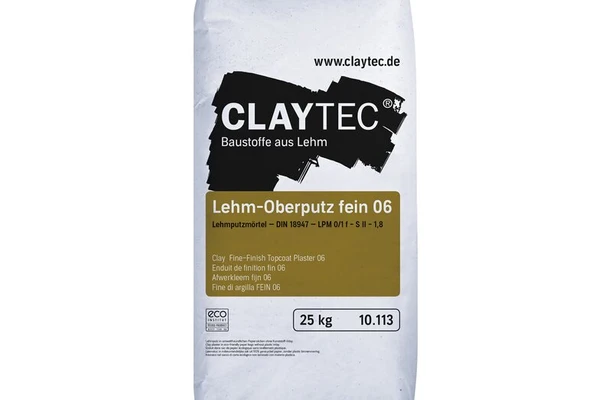 www.claytec.de
CLAYTEC®
Baustoffe aus Lehm
Lehm-Oberputz fein 06
Lehmputzmörtel – DIN 18947 – LPM 0/1 f – S II – 1,8
Clay Fine-Finish Topcoat Plaster 06
Enduit de finition fin 06
Afwerkleem fijn 06
Fine di argilla FEIN 06
eco
INSTITUT
25 kg 10.113